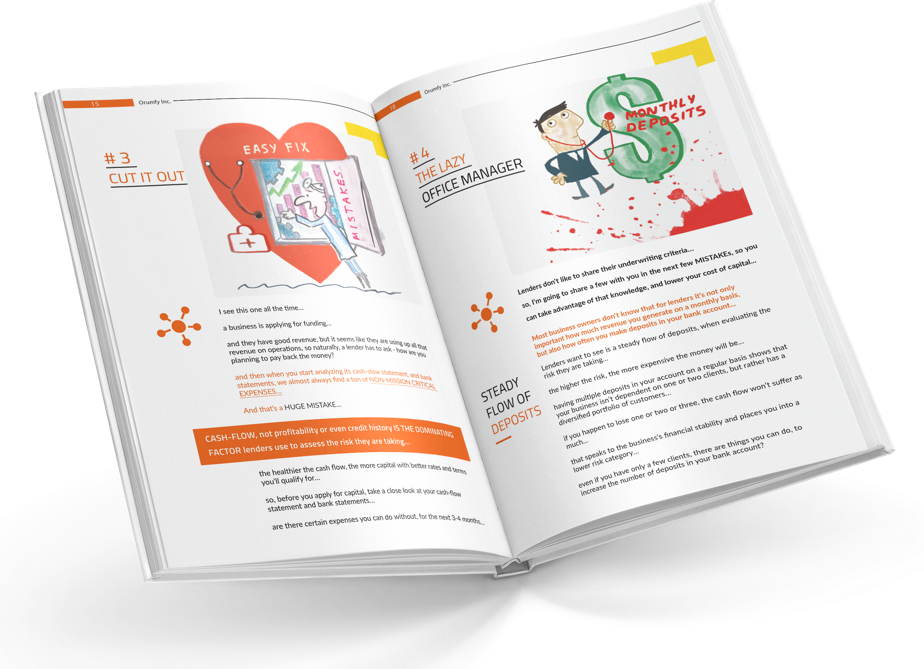 15
Orumfy Inc.
# 3
CUT IT OUT
EASY FIX
MISTAKES
I see this one all the time...
a business is applying for funding...
and they have good revenue, but it seems like they are using up all that
revenue on operations, so naturally, a lender has to ask - how are you
planning to pay back the money?
and then when you start analyzing its cash-slow statement, and bank
statements, we almost always find a ton of NON-MISSION CRITICAL
EXPENSES...
And that's a HUGE MISTAKE...
CASH-FLOW, not profitability or even credit history IS THE DOMINATING
FACTOR lenders use to assess the risk they are taking...
the healthier the cash flow, the more capital with better rates and terms
you'll qualify for...
so, before you apply for capital, take a close look at your cash-flow
statement and bank statements...
are there certain expenses you can do without, for the next 3-4 months...
Orumfy Inc.
#4
THE LAZY
OFFICE MANAGER
MONTHLY
DEPOSITS
Lenders don't like to share their underwriting criteria...
so, I'm going to share a few with you in the next few MISTAKEs, so you
can take advantage of that knowledge, and lower your cost of capital...
Most business owners don't know that for lenders it's not only
important how much revenue you generate on a monthly basis,
but also how often you make deposits in your bank account...
Lenders want to see is a steady flow of deposits, when evaluating the
risk they are taking...
the higher the risk, the more expensive the money will be...
STEADY
FLOW OF
DEPOSITS
having multiple deposits in your account on a regular basis shows that
your business isn't dependent on one or two clients, but rather has a
diversified portfolio of customers...
if you happen to lose one or two or three, the cash flow won't suffer as
much...
that speaks to the business's financial stability and places you into a
lower risk category...
even if you have only a few clients, there are things you can do, to
increase the number of deposits in your bank account?